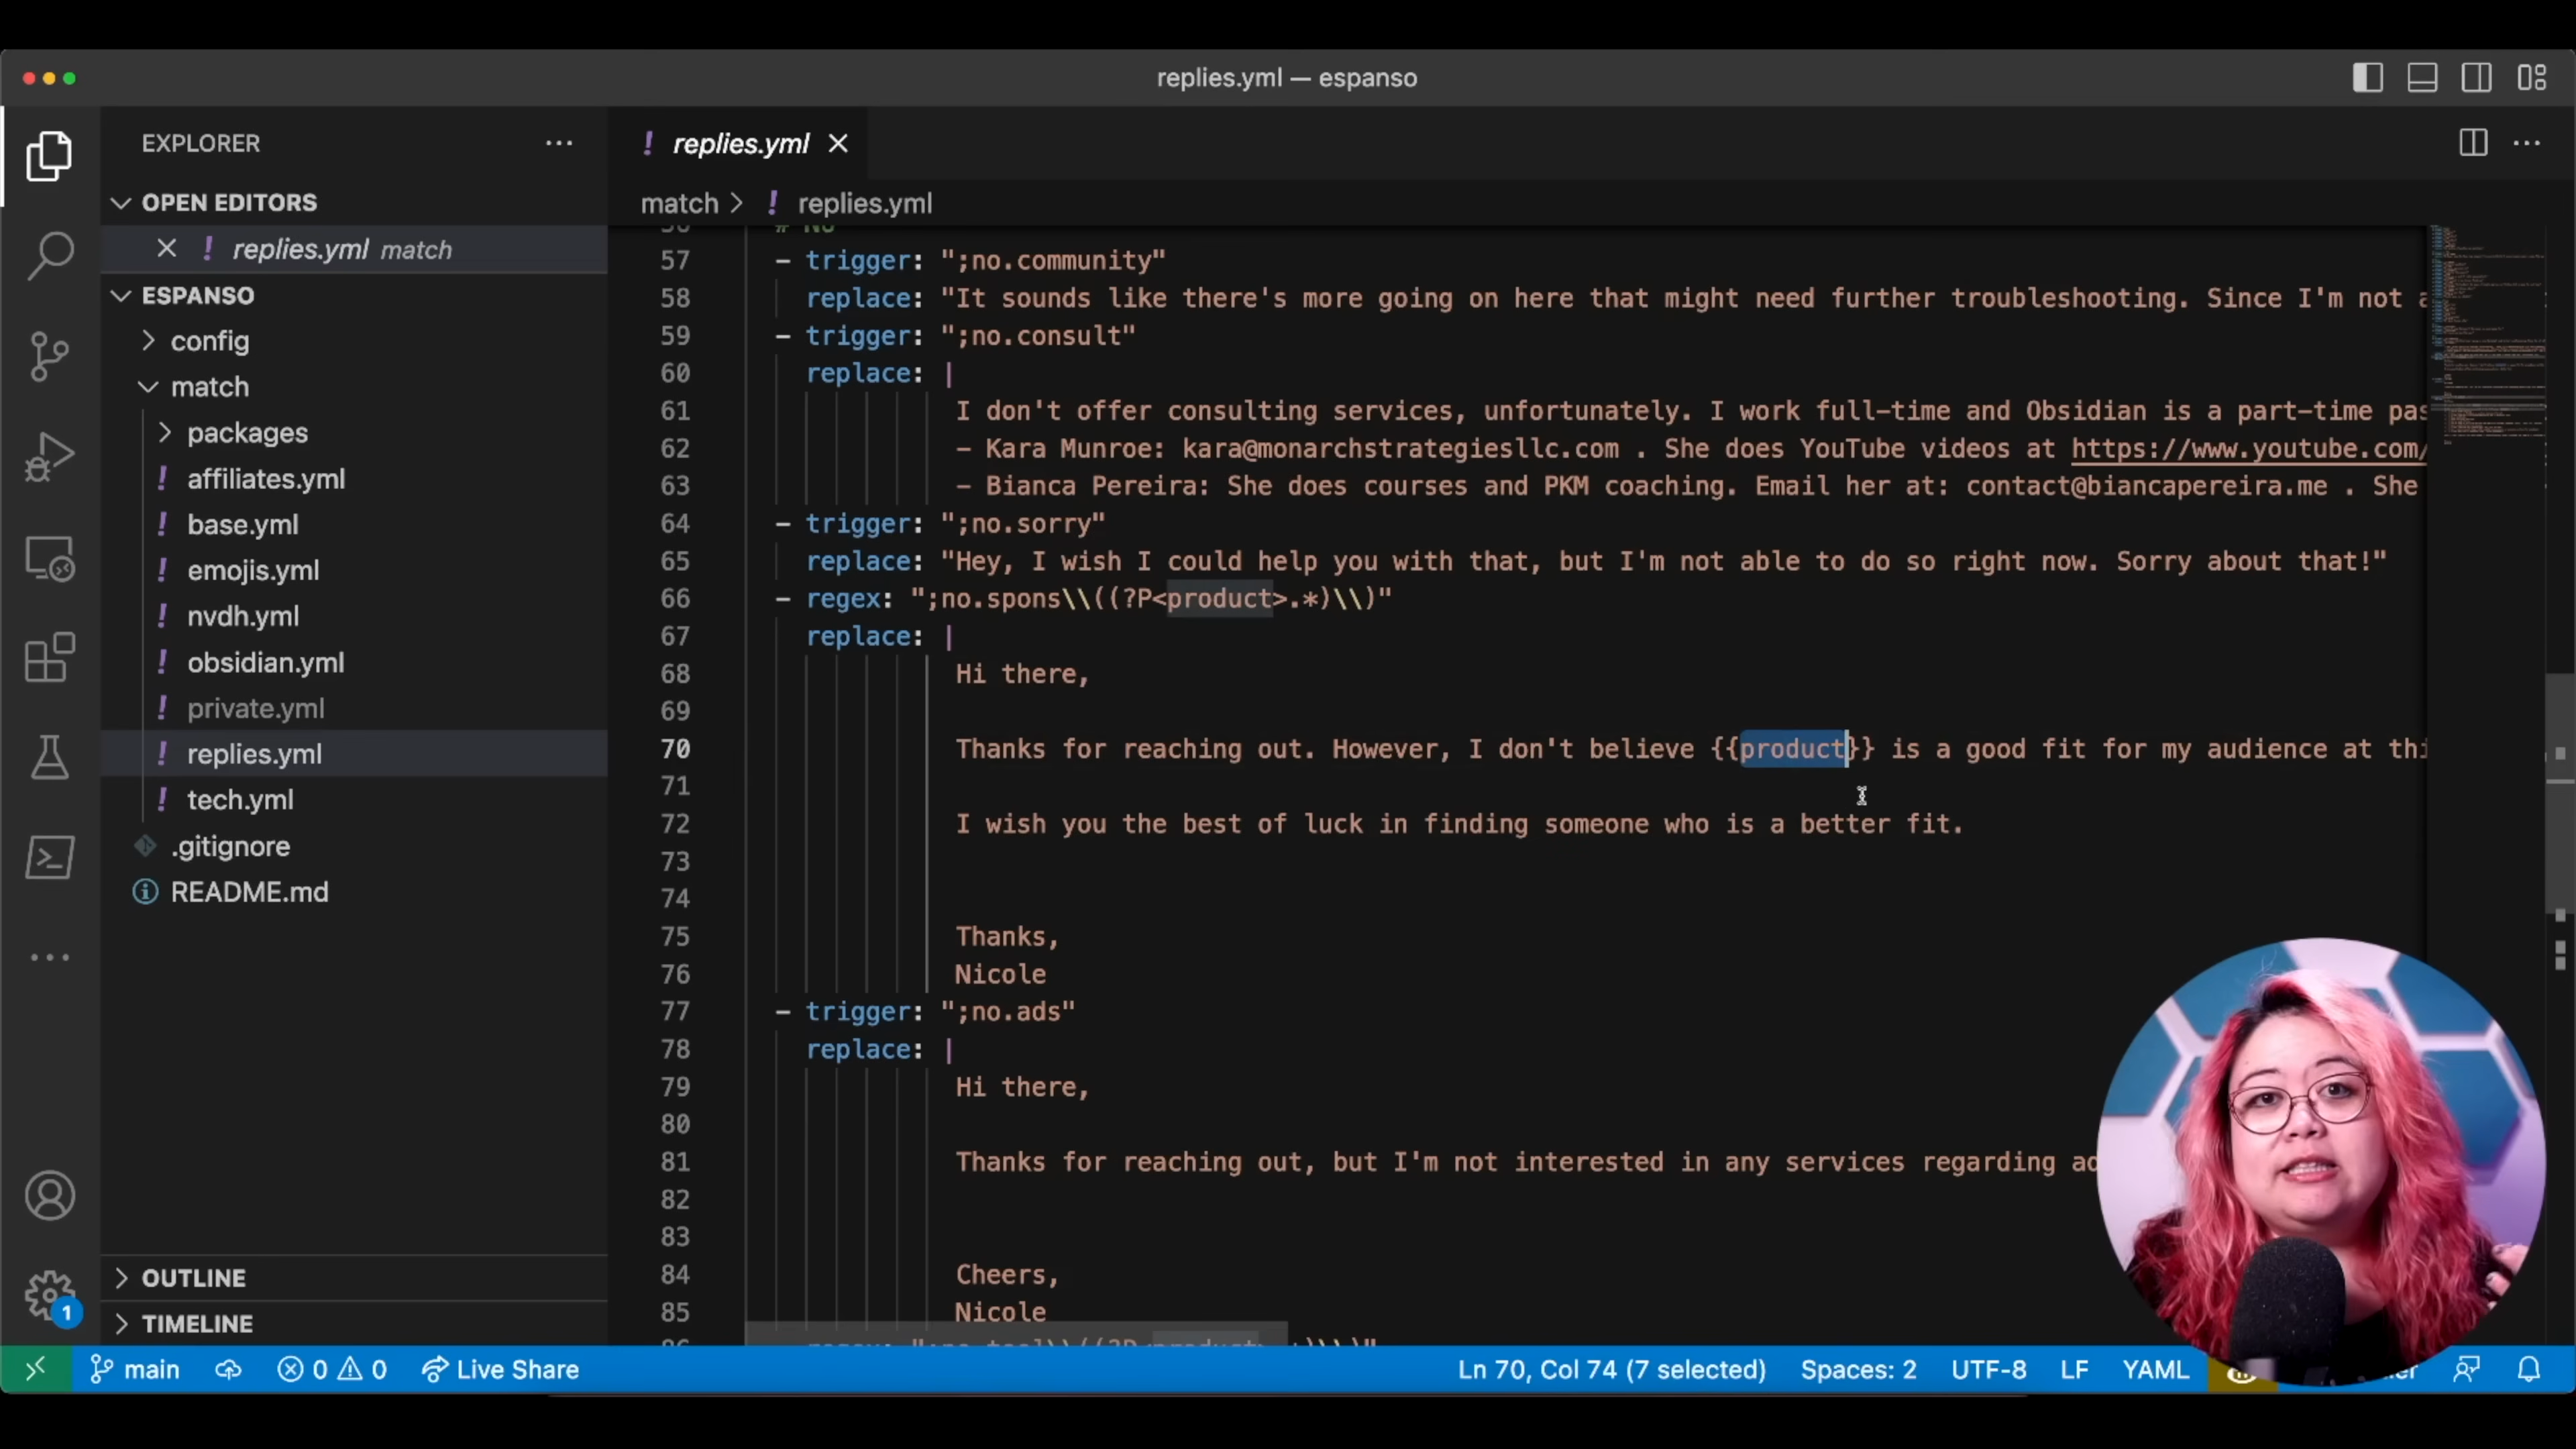 replies.yml — espanso
EXPLORER
OPEN EDITORS
replies.yml match
ESPANSO
config
match
packages
affiliates.yml
base.yml
emojis.yml
nvdh.yml
obsidian.yml
private.yml
replies.yml
tech.yml
.gitignore
README.md
OUTLINE
TIMELINE
replies.yml
match > replies.yml
56 # No
57 - trigger: ";no.community"
58 replace: "It sounds like there's more going on here that might need further troubleshooting. Since I'm not
59 - trigger: ";no.consult"
60 replace: |
61 I don't offer consulting services, unfortunately. I work full-time and Obsidian is a part-time
62 – Kara Munroe: kara@monarchstrategiesllc.com . She does YouTube videos at https://www.youtube.com/
63 – Bianca Pereira: She does courses and PKM coaching. Email her at: contact@biancapereira.me . She
64 - trigger: ";no.sorry"
65 replace: "Hey, I wish I could help you with that, but I'm not able to do so right now. Sorry about that!"
66 - regex: ";no.spons\\((?P<product>.*)\\)"
67 replace: |
68 Hi there,
69
70 Thanks for reaching out. However, I don't believe {{product}} is a good fit for my audience at
71
72 I wish you the best of luck in finding someone who is a better fit.
73
74
75 Thanks,
76 Nicole
77 - trigger: ";no.ads"
78 replace: |
79 Hi there,
80
81 Thanks for reaching out, but I'm not interested in any services regarding
82
83
84 Cheers,
85 Nicole
main 0 0 Live Share Ln 70, Col 74 (7 selected) Spaces: 2 UTF-8 LF YAML
1